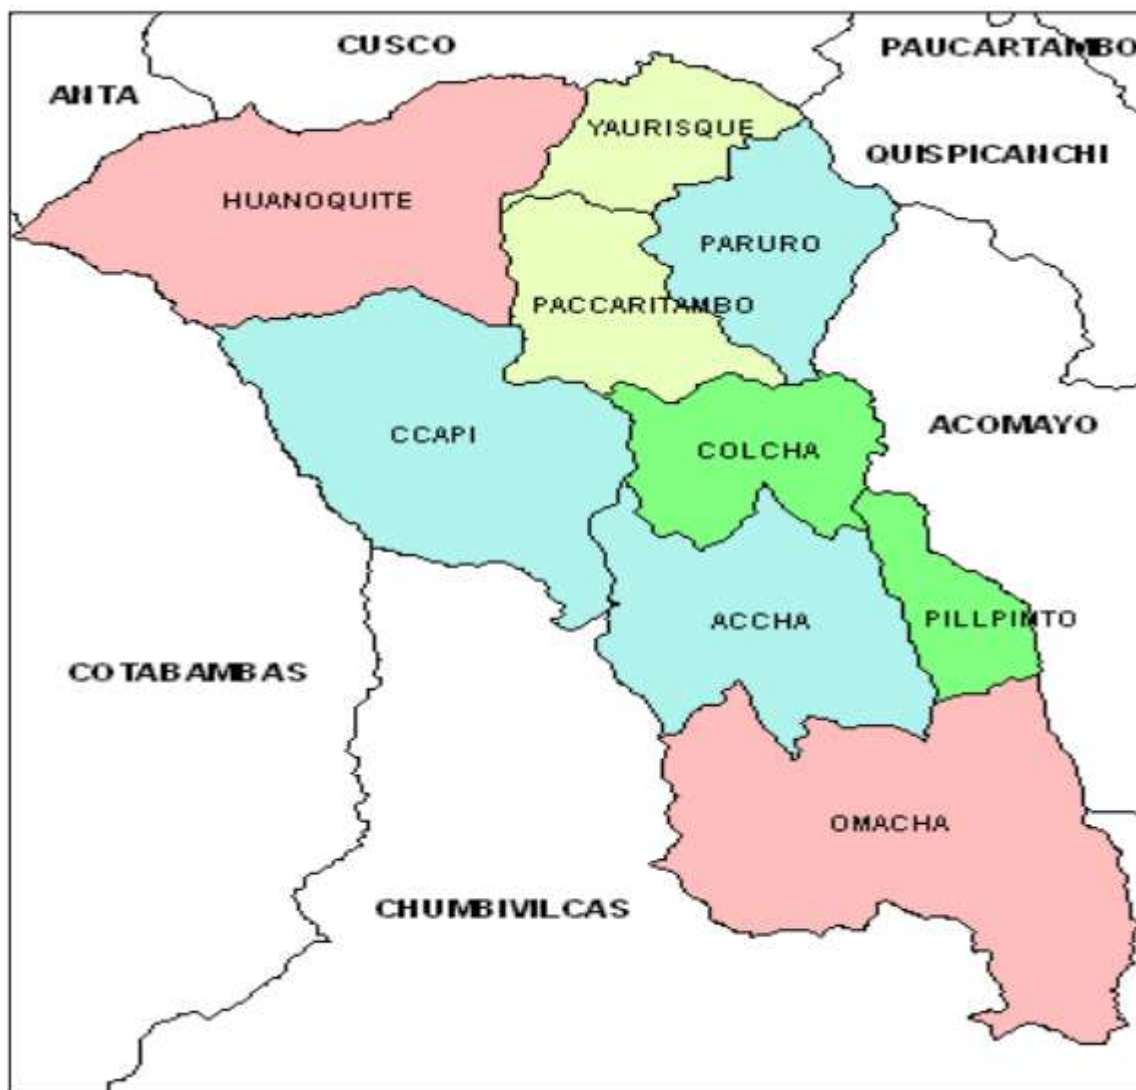 CUSCO
PAUCARTAMBO
ANTA
YAURISQUE
QUISPICANCHI
HUANOQUITE
PARURO
PACCARITAMBO
ACOMAYO
CCAPI
COLCHA
ACCHA
PILLPINTO
COTABAMBAS
OMACHA
CHUMBIVILCAS